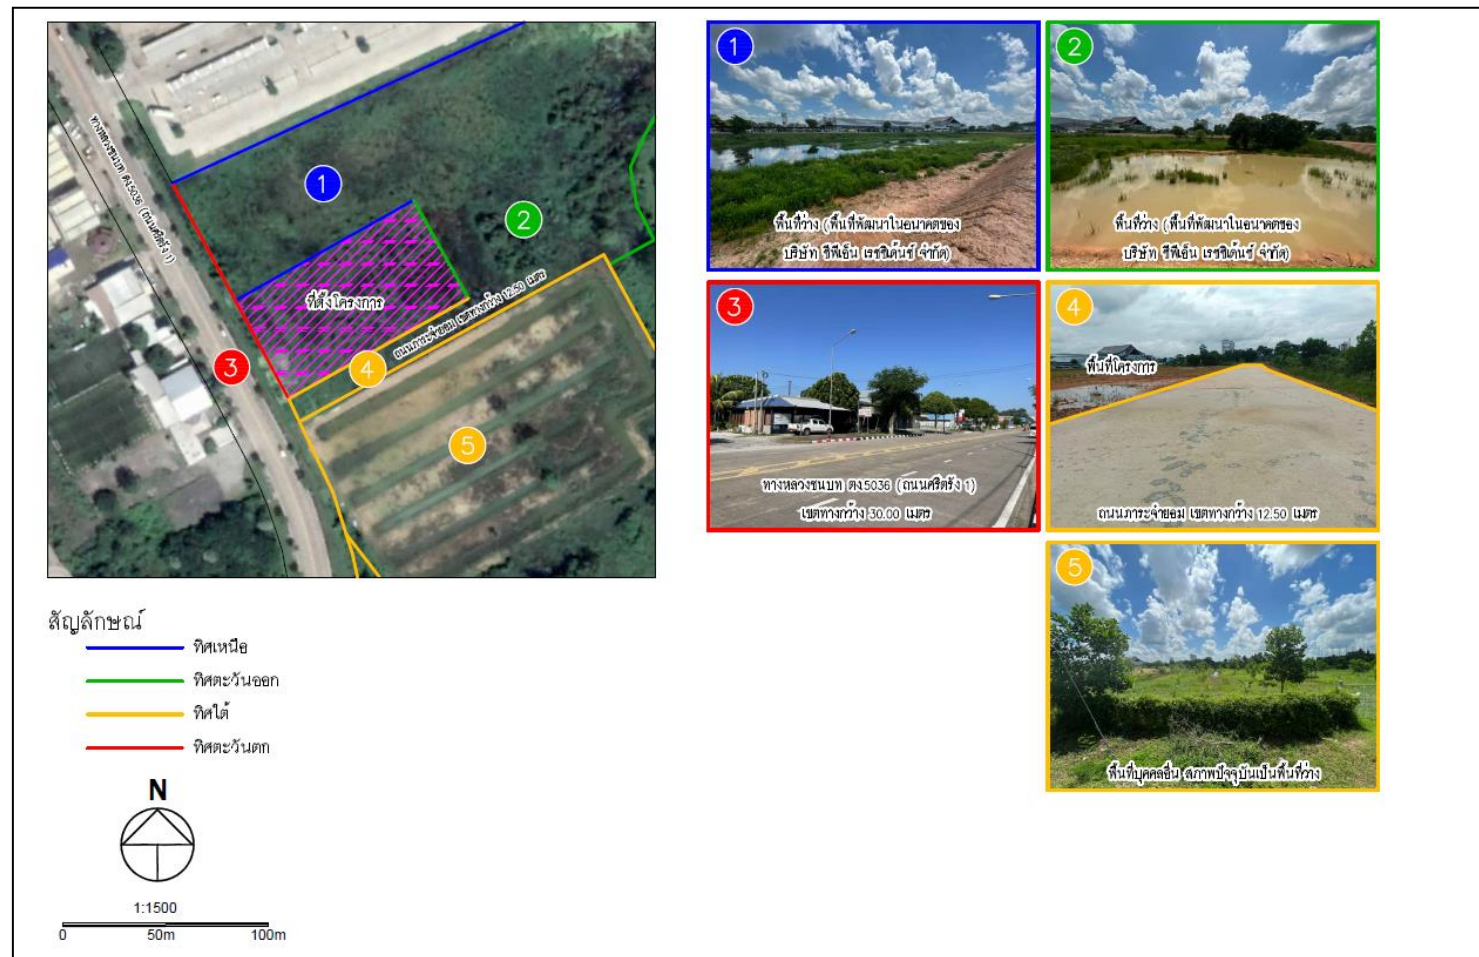 ทางหลวงชนบท ตง.5036 (ถนนศรีตรัง 1)
1
2
ที่ตั้งโครงการ
ถนนภาระจำยอม เขตทางกว้าง 12.50 เมตร
3
4
5
1
พื้นที่ว่าง (พื้นที่พัฒนาในอนาคตของ
บริษัท ซีพีเอ็น เรซซิเด้นซ์ จำกัด)
2
พื้นที่ว่าง (พื้นที่พัฒนาในอนาคตของ
บริษัท ซีพีเอ็น เรซซิเด้นซ์ จำกัด)
3
ทางหลวงชนบท ตง.5036 (ถนนศรีตรัง 1)
เขตทางกว้าง 30.00 เมตร
4
พื้นที่โครงการ
ถนนภาระจำยอม เขตทางกว้าง 12.50 เมตร
5
พื้นที่บุคคลอื่น สภาพปัจจุบันเป็นพื้นที่ว่าง
สัญลักษณ์
ทิศเหนือ
ทิศตะวันออก
ทิศใต้
ทิศตะวันตก
N
1:1500
0 50m 100m